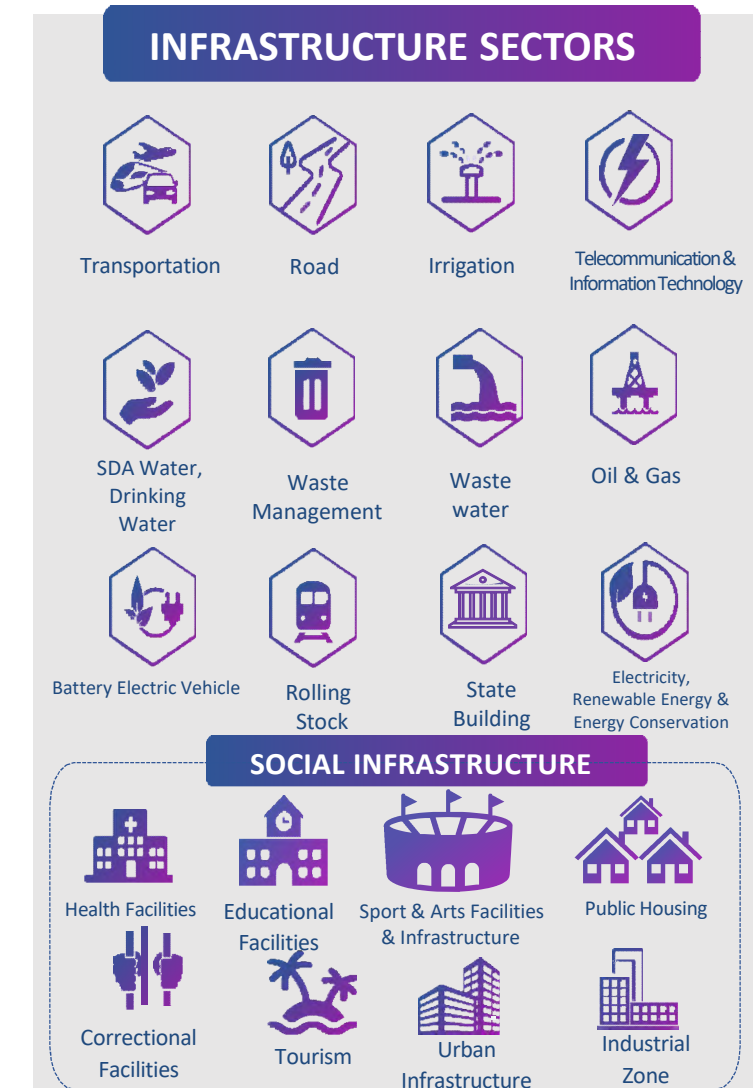 INFRASTRUCTURE SECTORS
Transportation
Road
Irrigation
Telecommunication &
Information Technology
SDA Water,
Drinking
Water
Waste
Management
Waste
water
Oil & Gas
Battery Electric Vehicle
Rolling
Stock
State
Building
Electricity,
Renewable Energy &
Energy Conservation
SOCIAL INFRASTRUCTURE
Health Facilities
Educational
Facilities
Sport & Arts Facilities
& Infrastructure
Public Housing
Correctional
Facilities
Tourism
Urban
Infrastructure
Industrial
Zone